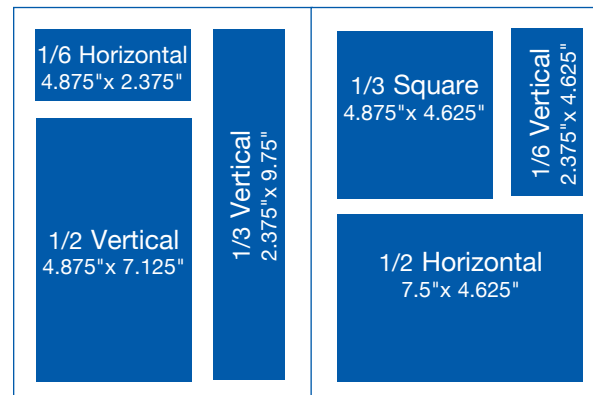 1/6 Horizontal
4.875"x 2.375"
1/2 Vertical
4.875"x 7.125"
1/3 Vertical
2.375"x 9.75"
1/3 Square
4.875"x 4.625"
1/6 Vertical
2.375"x 4.625"
1/2 Horizontal
7.5"x 4.625"